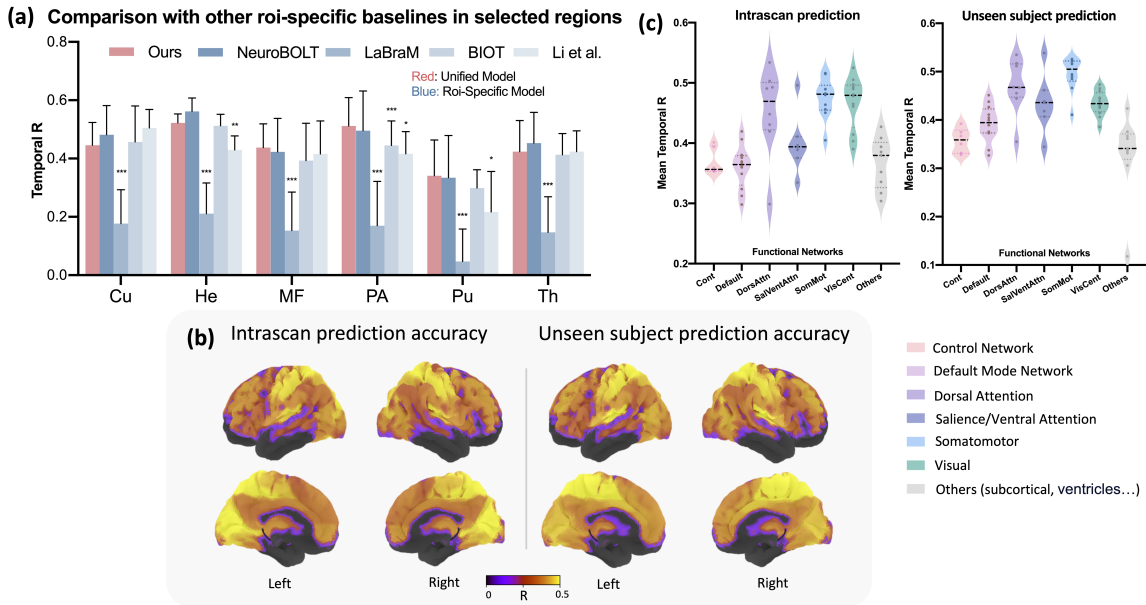 (a) Comparison with other roi-specific baselines in selected regions
Ours NeuroBOLT LaBraM BIOT Li et al.
Red: Unified Model
Blue: Roi-Specific Model
Temporal R
0.8
0.6
0.4
0.2
0.0
*** *** ** *** *** *** * *** * ***
Cu He MF PA Pu Th
(c)
Intrascan prediction
Mean Temporal R
0.6
0.5
0.4
0.3
0.2
Functional Networks
Cont Default DorsAttn SalVentAttn SomMot VisCent Others
Unseen subject prediction
Mean Temporal R
0.6
0.5
0.4
0.3
0.2
0.1
Functional Networks
Cont Default DorsAttn SalVentAttn SomMot VisCent Others
(b) Intrascan prediction accuracy Unseen subject prediction accuracy
Left Right Left Right
0 R 0.5
Control Network
Default Mode Network
Dorsal Attention
Salience/Ventral Attention
Somatomotor
Visual
Others (subcortical, ventricles…)